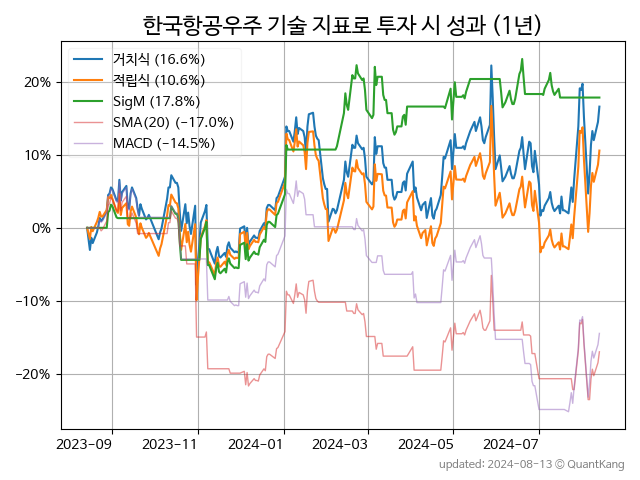 한국항공우주 기술 지표로 투자 시 성과 (1년)
거치식 (16.6%)
적립식 (10.6%)
SigM (17.8%)
SMA(20) (−17.0%)
MACD (−14.5%)
20%
10%
0%
−10%
−20%
2023-09 2023-11 2024-01 2024-03 2024-05 2024-07
updated: 2024-08-13 ⓒ QuantKang